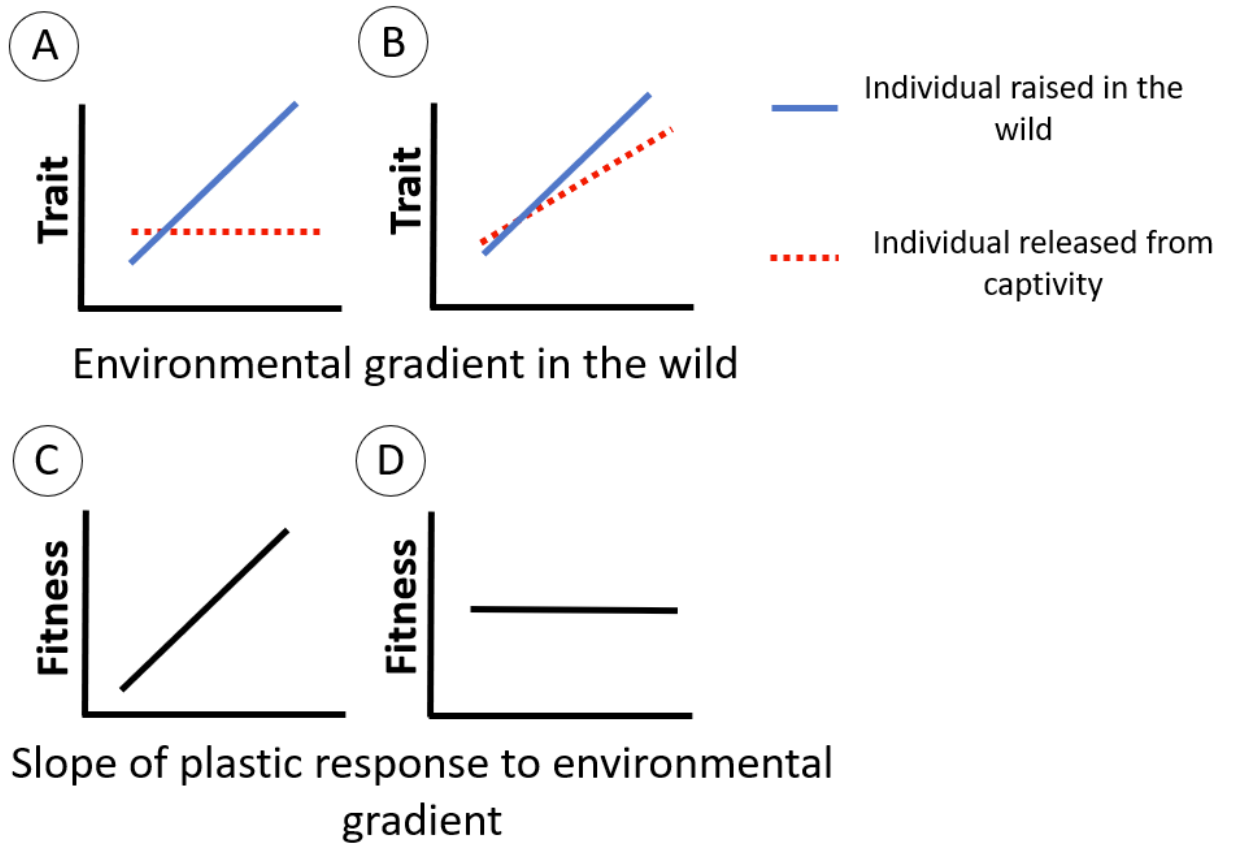 A
B
Trait
Trait
Individual raised in the
wild
Individual released from
captivity
Environmental gradient in the wild
C
D
Fitness
Fitness
Slope of plastic response to environmental
gradient